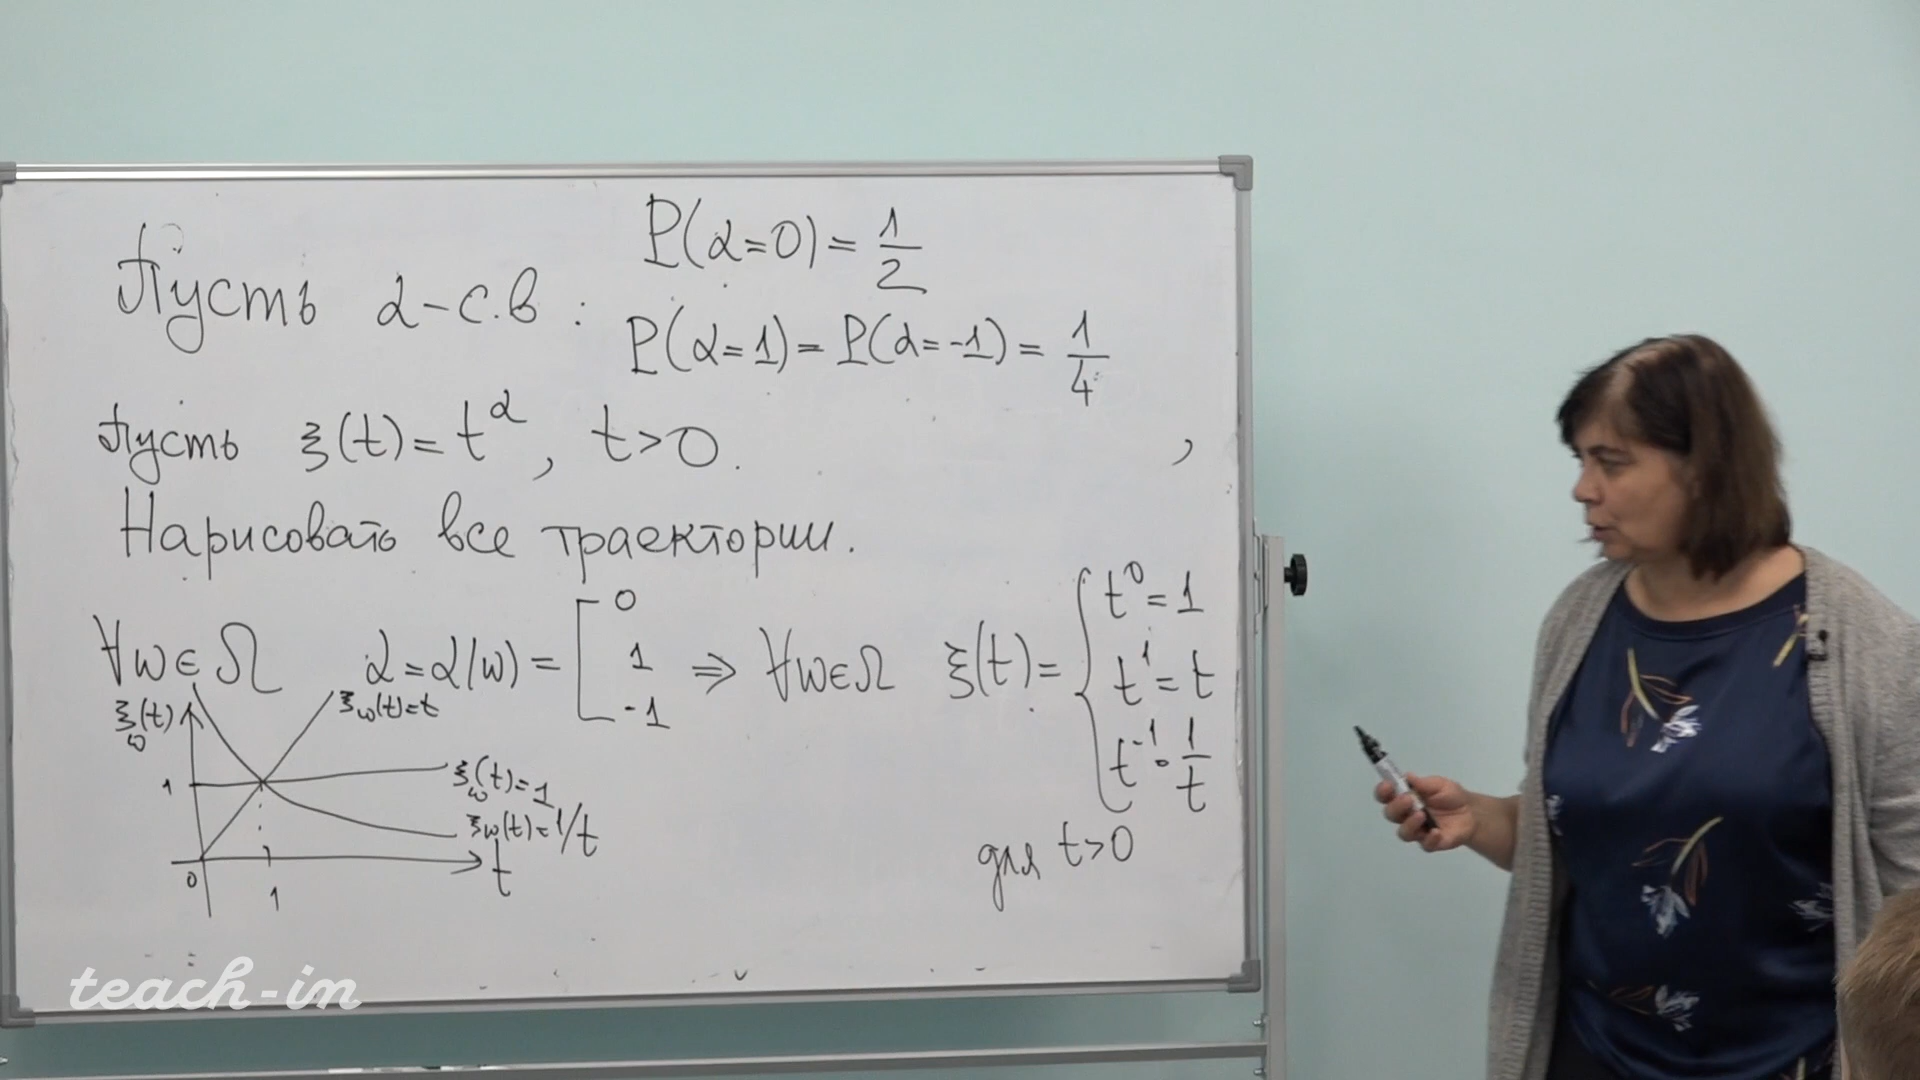 P(α=0) = 1/2
Пусть α-с.в :
P(α=1) = P(α=-1) = 1/4
Пусть ξ(t) = t^α, t>0.
,
Нарисовать все траектории.
∀ω∈Ω α = α(ω) = [ 0 1 -1 ⇒ ∀ω∈Ω ξ(t) = { t^0 = 1 t^1 = t t^-1 = 1/t
для t>0
ξ_ω(t)
ξ_ω(t)=t
1
ξ_ω(t)=1
ξ_ω(t)=1/t
t
0
1
teach-in